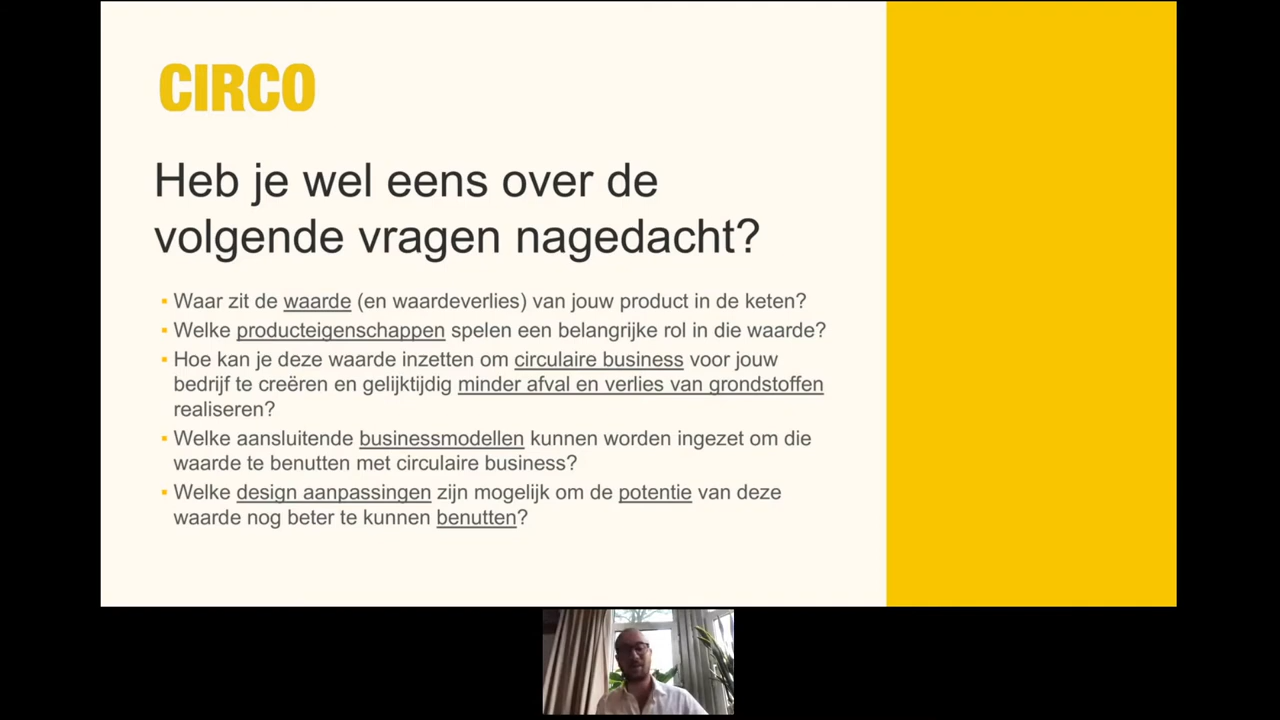 CIRCO
Heb je wel eens over de
volgende vragen nagedacht?
▪ Waar zit de waarde (en waardeverlies) van jouw product in de keten?
▪ Welke producteigenschappen spelen een belangrijke rol in die waarde?
▪ Hoe kan je deze waarde inzetten om circulaire business voor jouw
bedrijf te creëren en gelijktijdig minder afval en verlies van grondstoffen
realiseren?
▪ Welke aansluitende businessmodellen kunnen worden ingezet om die
waarde te benutten met circulaire business?
▪ Welke design aanpassingen zijn mogelijk om de potentie van deze
waarde nog beter te kunnen benutten?